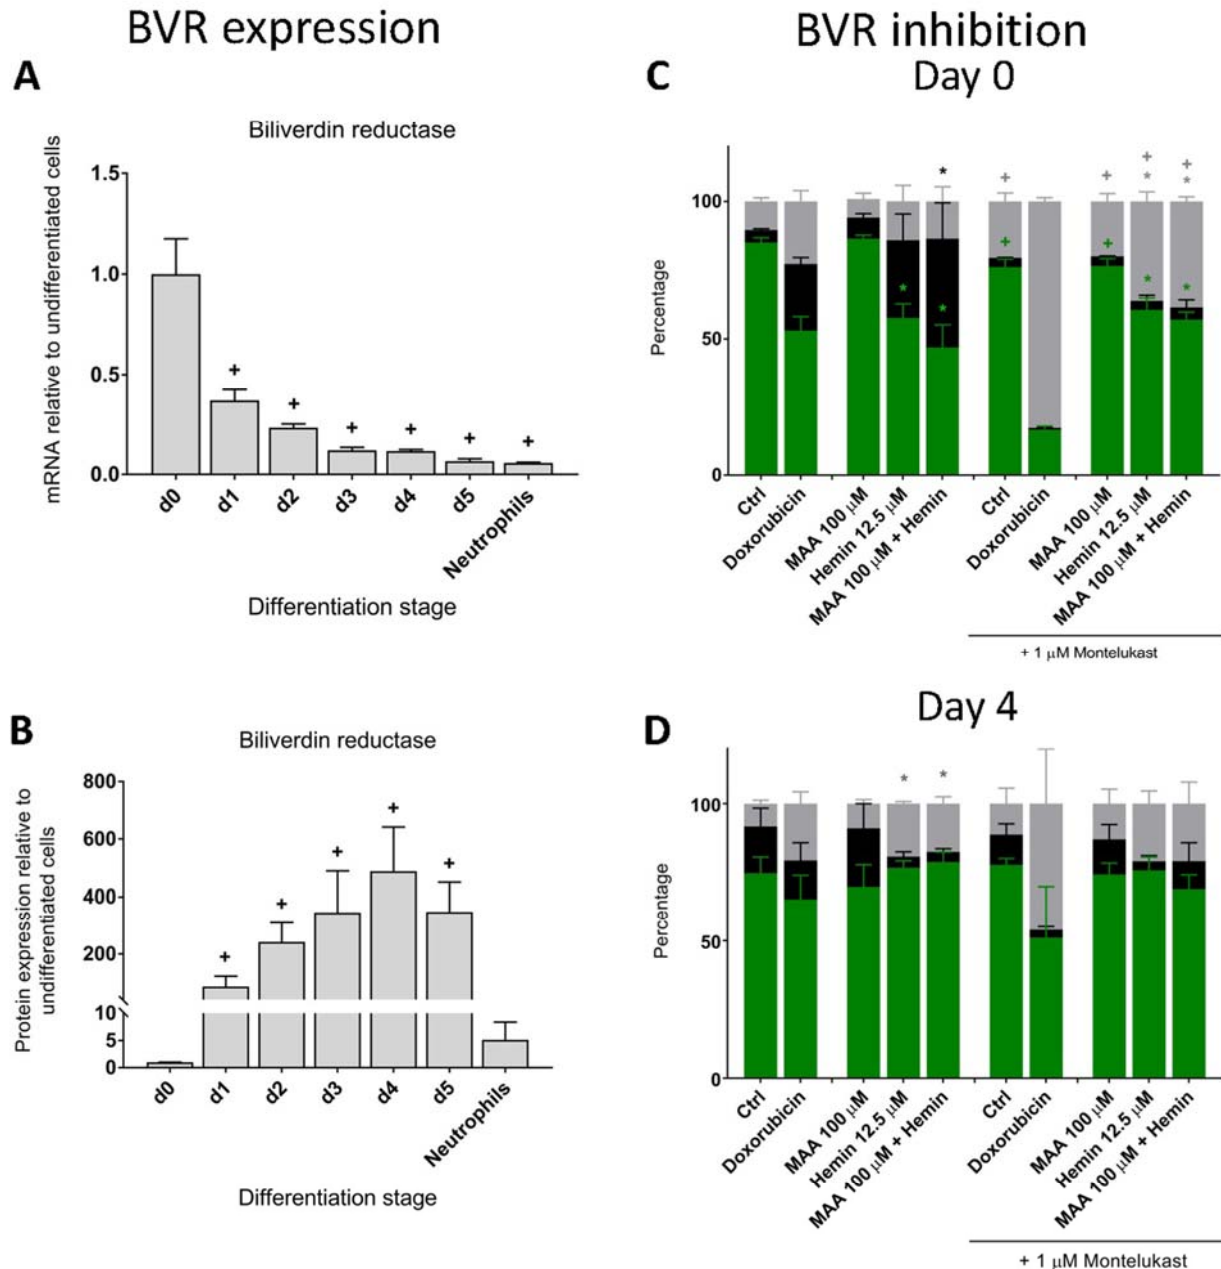 BVR expression
A
Biliverdin reductase
mRNA relative to undifferentiated cells
1.5
1.0
0.5
0.0
+
+
+
+
+
+
d0
d1
d2
d3
d4
d5
Neutrophils
Differentiation stage
B
Biliverdin reductase
Protein expression relative to
undifferentiated cells
800
600
400
200
10
5
0
+
+
+
+
+
d0
d1
d2
d3
d4
d5
Neutrophils
Differentiation stage
BVR inhibition
C
Day 0
Percentage
100
50
0
*
*
*
+
+
+
+
+
*
*
+
*
*
Ctrl
Doxorubicin
MAA 100 μM
Hemin 12.5 μM
MAA 100 μM + Hemin
Ctrl
Doxorubicin
MAA 100 μM
Hemin 12.5 μM
MAA 100 μM + Hemin
+ 1 μM Montelukast
D
Day 4
Percentage
100
50
0
*
*
Ctrl
Doxorubicin
MAA 100 μM
Hemin 12.5 μM
MAA 100 μM + Hemin
Ctrl
Doxorubicin
MAA 100 μM
Hemin 12.5 μM
MAA 100 μM + Hemin
+ 1 μM Montelukast